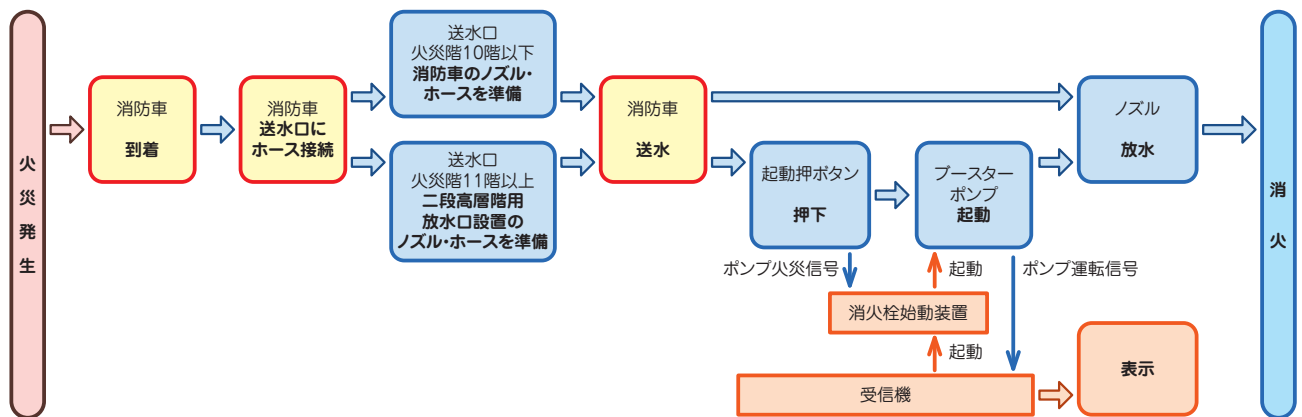 火災発生
消防車
到着
消防車
送水口に
ホース接続
送水口
火災階10階以下
消防車のノズル・
ホースを準備
送水口
火災階11階以上
二段高層階用
放水口設置の
ノズル・ホースを準備
消防車
送水
起動押ボタン
押下
ブースター
ポンプ
起動
ノズル
放水
消火
ポンプ火災信号
起動
ポンプ運転信号
消火栓始動装置
起動
受信機
表示